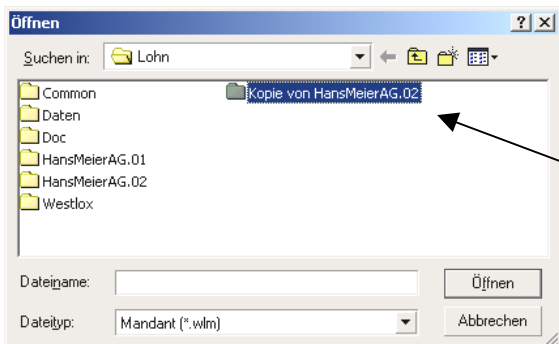 Öffnen
Suchen in: Lohn
Common
Daten
Doc
HansMeierAG.01
HansMeierAG.02
Westlox
Kopie von HansMeierAG.02
Dateiname: Öffnen
Dateityp: Mandant (*.wlm) Abbrechen